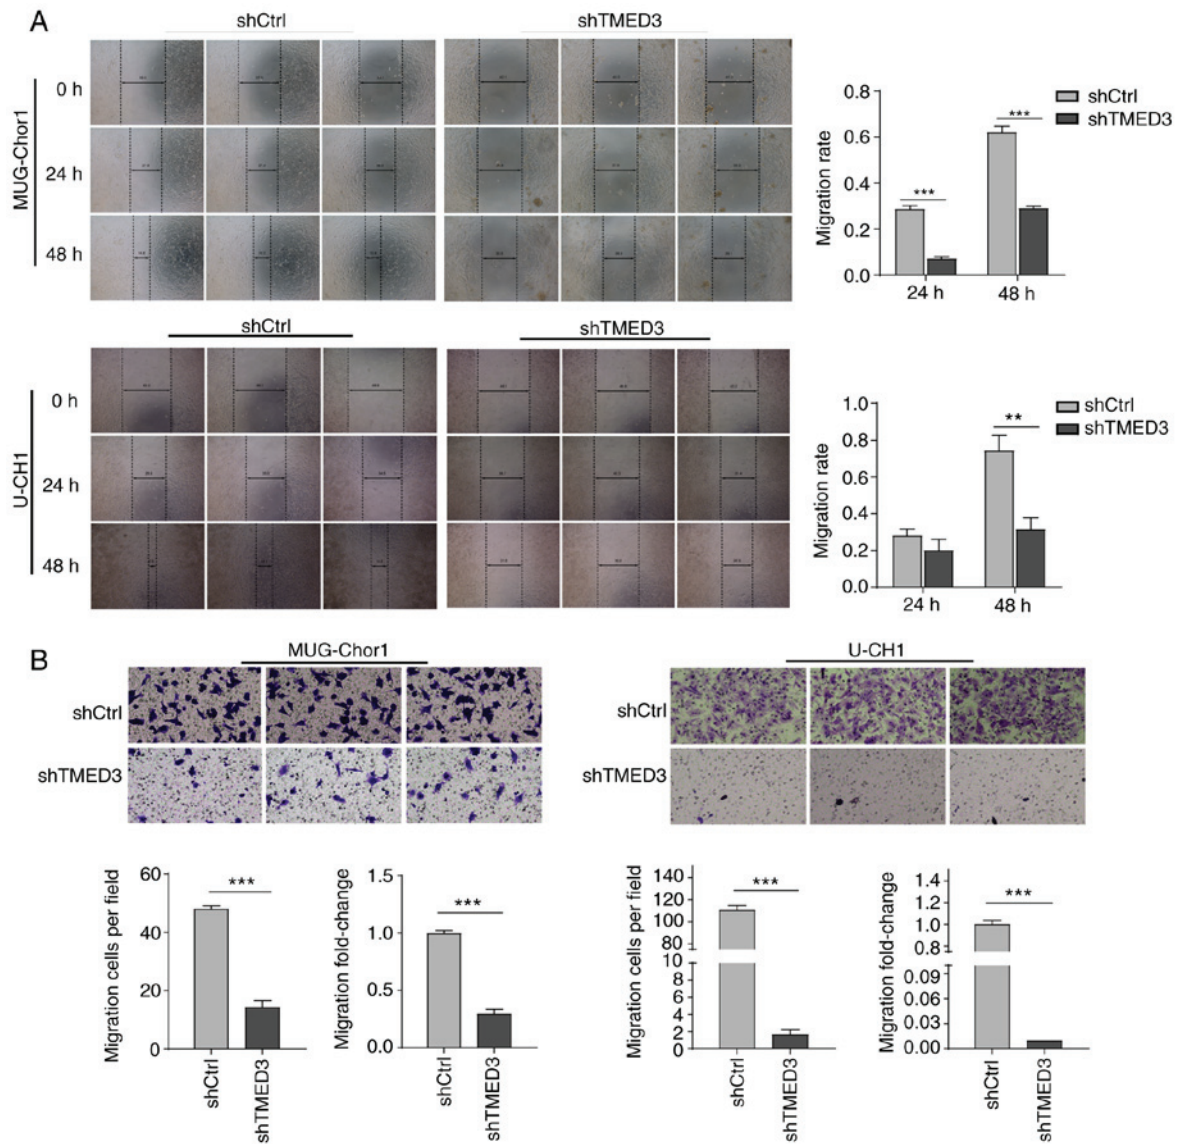 A
shCtrl
shTMED3
MUG-Chor1
0 h
24 h
48 h
Migration rate
0.8
0.6
0.4
0.2
0.0
***
***
24 h
48 h
shCtrl
shTMED3
shCtrl
shTMED3
U-CH1
0 h
24 h
48 h
Migration rate
1.0
0.8
0.6
0.4
0.2
0.0
**
24 h
48 h
shCtrl
shTMED3
B
MUG-Chor1
U-CH1
shCtrl
shTMED3
shCtrl
shTMED3
Migration cells per field
60
40
20
0
***
shCtrl
shTMED3
Migration fold-change
1.5
1.0
0.5
0.0
***
shCtrl
shTMED3
Migration cells per field
140
120
100
80
60
10
8
6
4
2
0
***
shCtrl
shTMED3
Migration fold-change
1.4
1.2
1.0
0.8
0.09
0.06
0.03
0.00
***
shCtrl
shTMED3